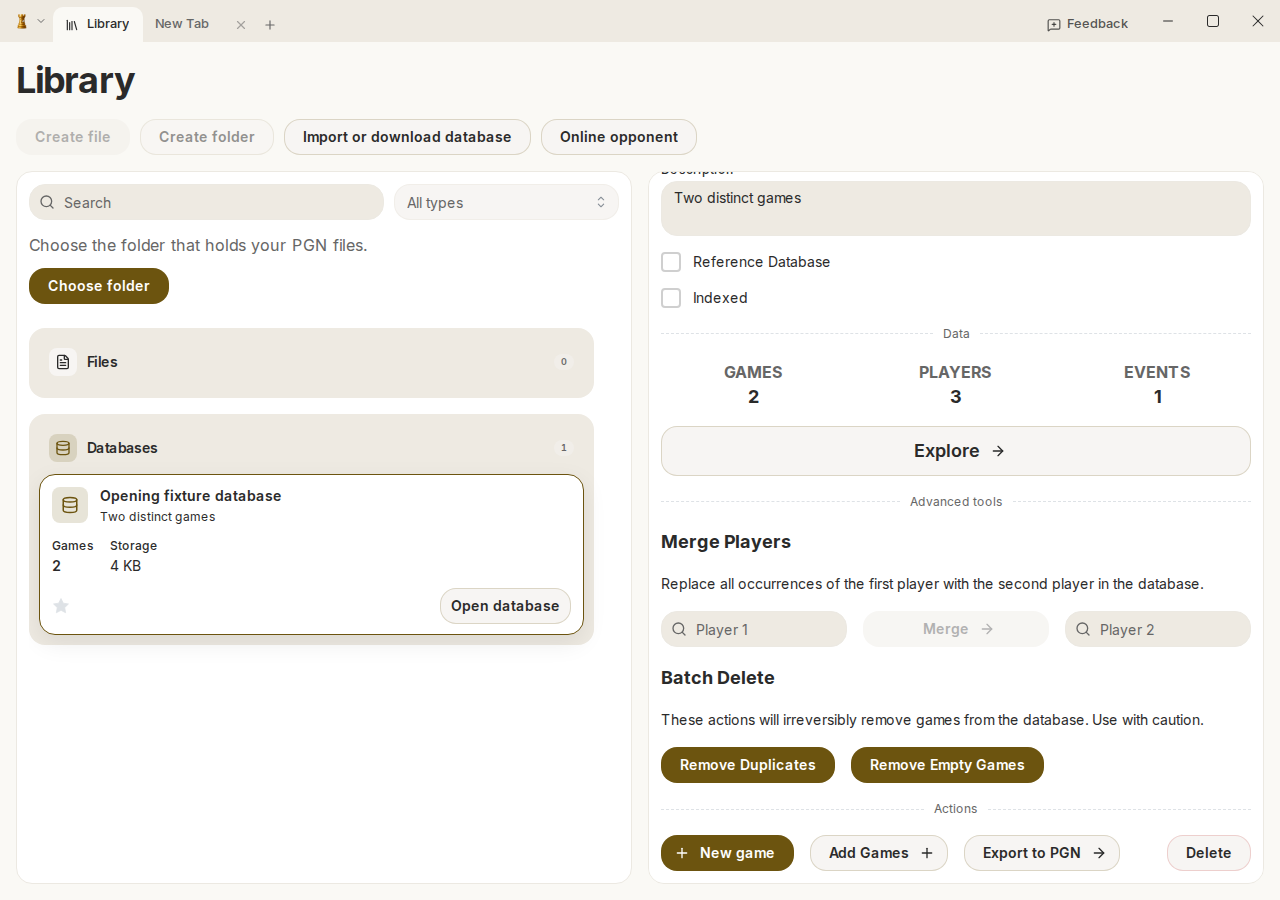 Library
New Tab
Feedback
Library
Create file
Create folder
Import or download database
Online opponent
Search
All types
Choose the folder that holds your PGN files.
Choose folder
Files
0
Databases
1
Opening fixture database
Two distinct games
Games
Storage
2
4 KB
Open database
Description
Two distinct games
Reference Database
Indexed
Data
GAMES
PLAYERS
EVENTS
2
3
1
Explore
Advanced tools
Merge Players
Replace all occurrences of the first player with the second player in the database.
Player 1
Merge
Player 2
Batch Delete
These actions will irreversibly remove games from the database. Use with caution.
Remove Duplicates
Remove Empty Games
Actions
New game
Add Games
Export to PGN
Delete